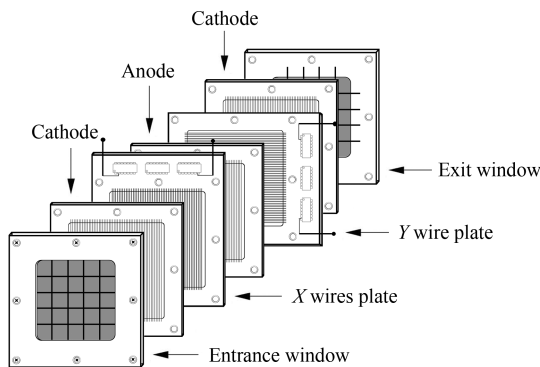 Cathode
Anode
Cathode
Exit window
Y wire plate
X wires plate
Entrance window